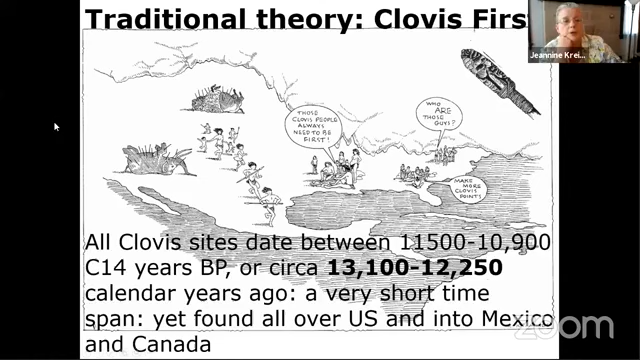 Traditional theory: Clovis Firs
Jeannine Krei...
THOSE
CLOVIS PEOPLE
ALWAYS
NEED TO BE
FIRST!
WHO
ARE
THOSE
GUYS?
MAKE
MORE
CLOVIS
POINTS
All Clovis sites date between 11500-10,900
C14 years BP, or circa 13,100-12,250
calendar years ago: a very short time
span: yet found all over US and into Mexico
and Canada
zoom